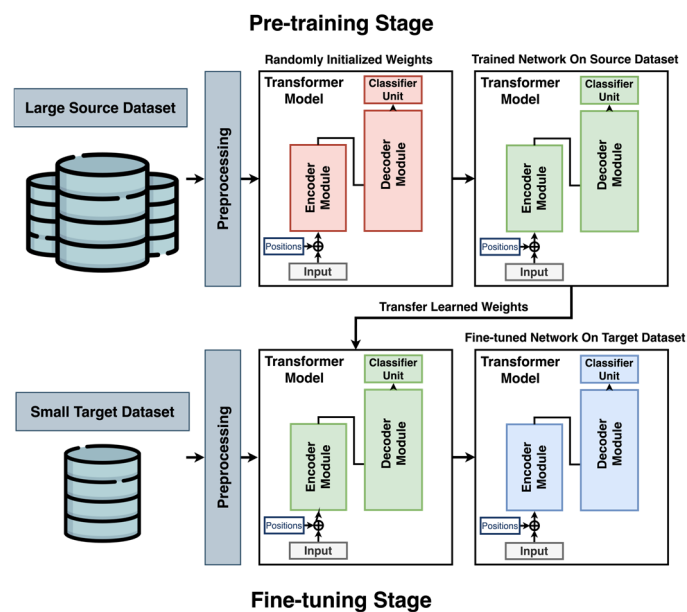 Pre-training Stage
Randomly Initialized Weights
Trained Network On Source Dataset
Large Source Dataset
Preprocessing
Transformer
Model
Classifier
Unit
Encoder
Module
Decoder
Module
Positions
Input
Transformer
Model
Classifier
Unit
Encoder
Module
Decoder
Module
Positions
Input
Transfer Learned Weights
Fine-tuned Network On Target Dataset
Small Target Dataset
Preprocessing
Transformer
Model
Classifier
Unit
Encoder
Module
Decoder
Module
Positions
Input
Transformer
Model
Classifier
Unit
Encoder
Module
Decoder
Module
Positions
Input
Fine-tuning Stage